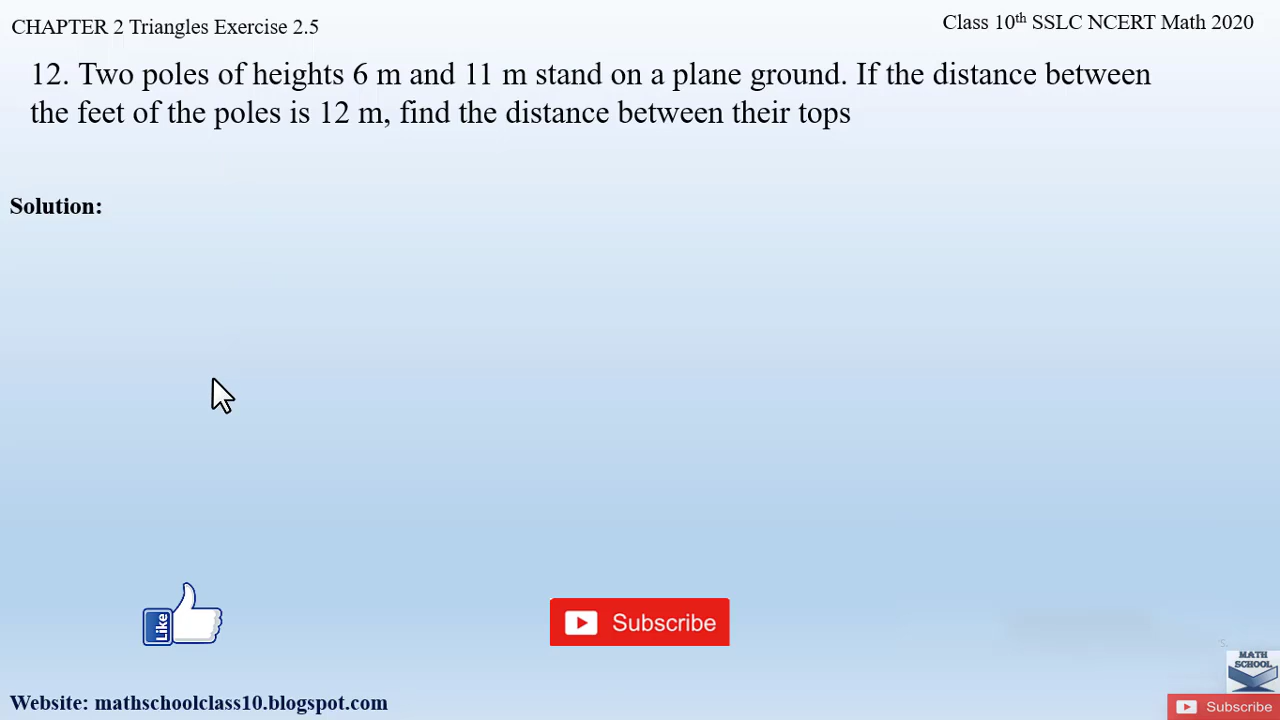 CHAPTER 2 Triangles Exercise 2.5
Class 10th SSLC NCERT Math 2020
12. Two poles of heights 6 m and 11 m stand on a plane ground. If the distance between
the feet of the poles is 12 m, find the distance between their tops
Solution:
Like
Subscribe
MATH
SCHOOL
Website: mathschoolclass10.blogspot.com
Subscribe